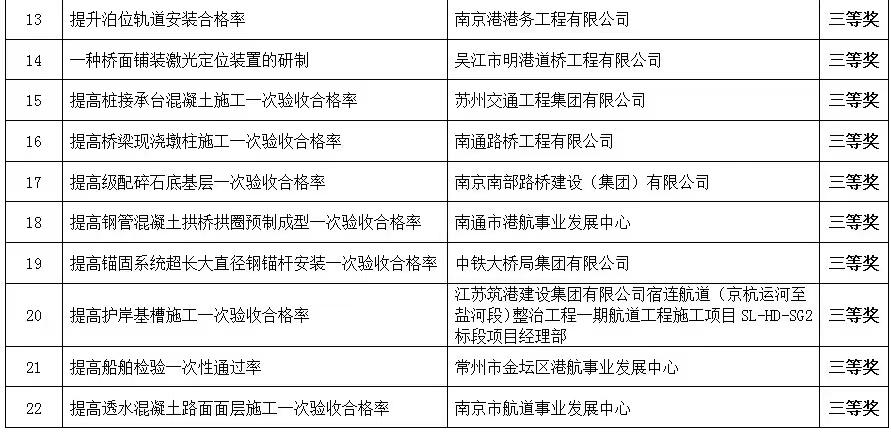 13 提升泊位轨道安装合格率 南京港港务工程有限公司 三等奖
14 一种桥面铺装激光定位装置的研制 吴江市明港道桥工程有限公司 三等奖
15 提高桩接承台混凝土施工一次验收合格率 苏州交通工程集团有限公司 三等奖
16 提高桥梁现浇墩柱施工一次验收合格率 南通路桥工程有限公司 三等奖
17 提高级配碎石底基层一次验收合格率 南京南部路桥建设（集团）有限公司 三等奖
18 提高钢管混凝土拱桥拱圈预制成型一次验收合格率 南通市港航事业发展中心 三等奖
19 提高锚固系统超长大直径钢锚杆安装一次验收合格率 中铁大桥局集团有限公司 三等奖
20 提高护岸基槽施工一次验收合格率 江苏筑港建设集团有限公司宿连航道（京杭运河至
盐河段)整治工程一期航道工程施工项目 SL-HD-SG2
标段项目经理部 三等奖
21 提高船舶检验一次性通过率 常州市金坛区港航事业发展中心 三等奖
22 提高透水混凝土路面面层施工一次验收合格率 南京市航道事业发展中心 三等奖